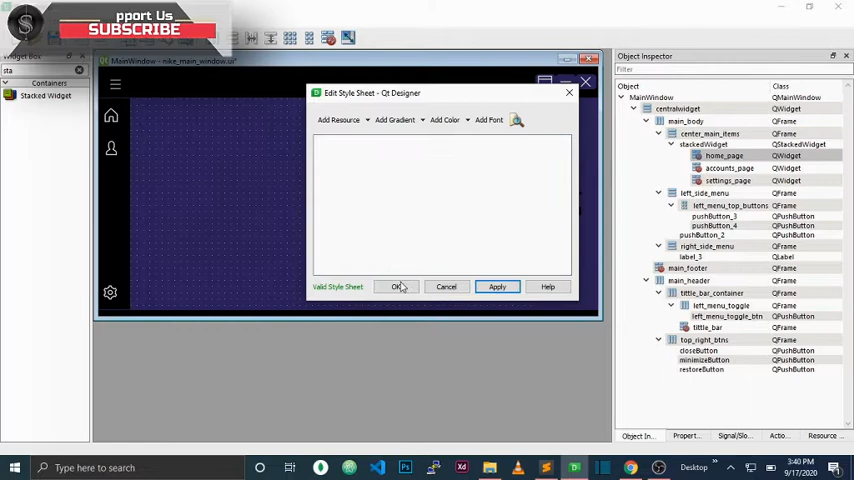 pport Us
SUBSCRIBE
Widget Box
sta
Containers
Stacked Widget
MainWindow - nike_main_window.ui*
Edit Style Sheet - Qt Designer
Add Resource
Add Gradient
Add Color
Add Font
Valid Style Sheet
OK
Cancel
Apply
Help
Object Inspector
Filter
Object Class
MainWindow QMainWindow
centralwidget QFrame
main_body QFrame
center_main_items QFrame
stackedWidget QStackedWidget
home_page QWidget
accounts_page QWidget
settings_page QWidget
left_side_menu QFrame
left_menu_top_buttons QFrame
pushButton_3 QPushButton
pushButton_4 QPushButton
pushButton_2 QPushButton
right_side_menu QFrame
label_3 QLabel
main_footer QFrame
main_header QFrame
tittle_bar_container QFrame
left_menu_toggle QFrame
left_menu_toggle_btn QPushButton
tittle_bar QFrame
top_right_btns QFrame
closeButton QPushButton
minimizeButton QPushButton
restoreButton QPushButton
Object In...
Propert...
Signal/Slo...
Actio...
Resource ...
Type here to search
Desktop
3:40 PM
9/17/2020